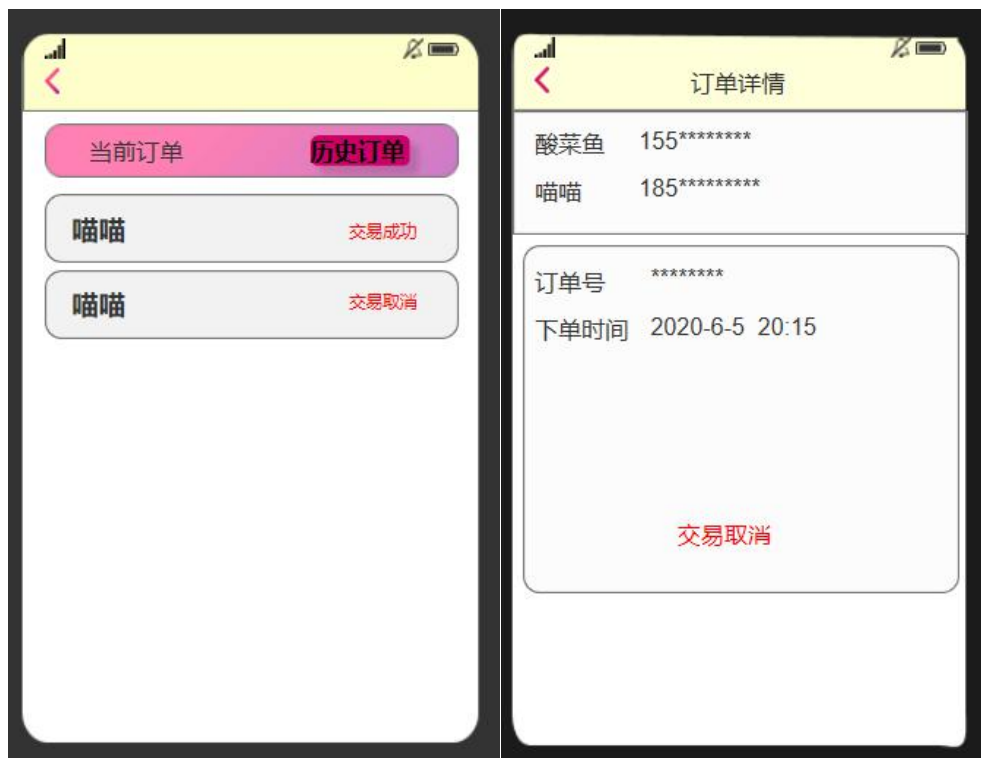 当前订单 历史订单
喵喵 交易成功
喵喵 交易取消
订单详情
酸菜鱼 155********
喵喵 185*********
订单号 ********
下单时间 2020-6-5 20:15
交易取消